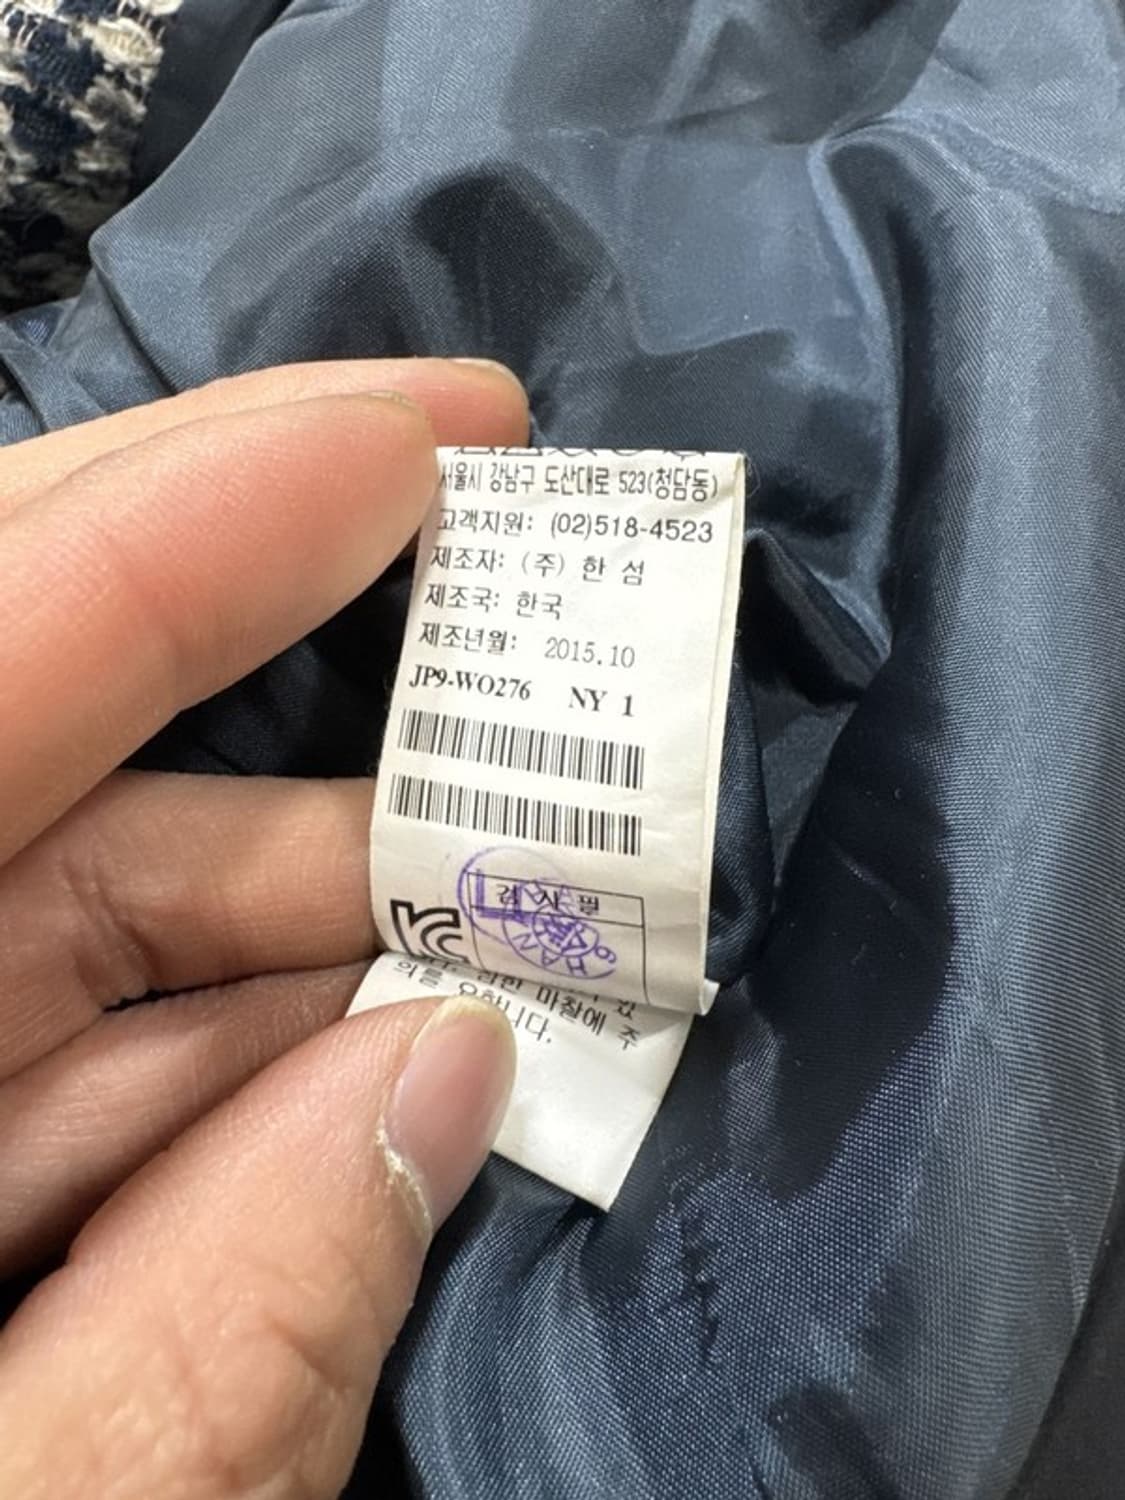 서울시 강남구 도산대로 523(청담동)
고객지원: (02)518-4523
제조자: (주) 한 섬
제조국: 한국
제조년월: 2015.10
JP9-WO276 NY 1
검 사 필
HAN
마찰에 주
의를 요합니다.